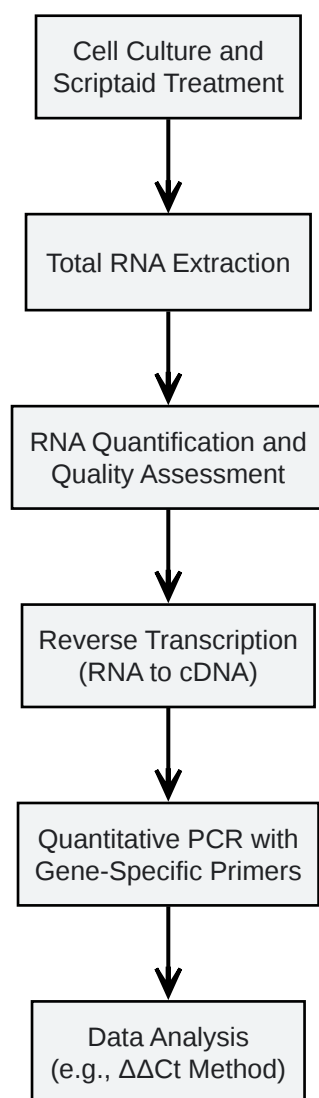 Cell Culture and
Scriptaid Treatment
Total RNA Extraction
RNA Quantification and
Quality Assessment
Reverse Transcription
(RNA to cDNA)
Quantitative PCR with
Gene-Specific Primers
Data Analysis
(e.g., ΔΔCt Method)